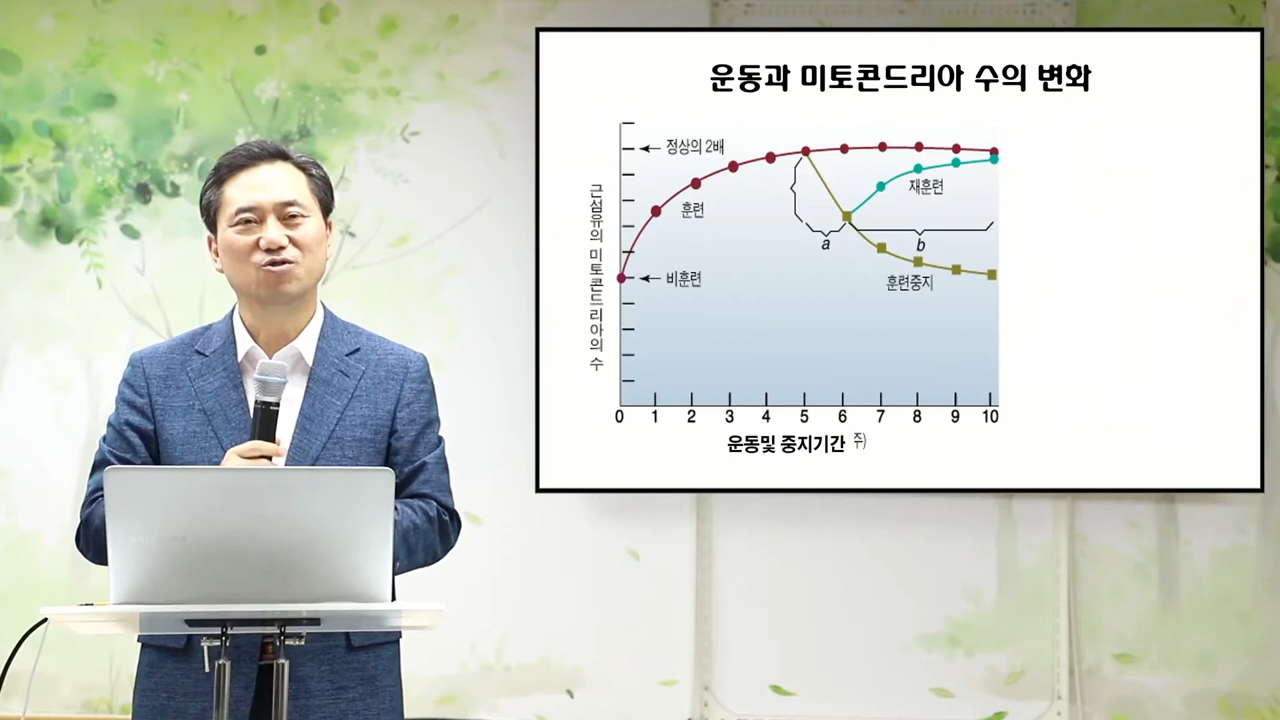 운동과 미토콘드리아 수의 변화
정상의 2배
훈련
비훈련
재훈련
훈련중지
a
b
근섬유의 미토콘드리아의 수
0 1 2 3 4 5 6 7 8 9 10
운동및 중지기간 주)